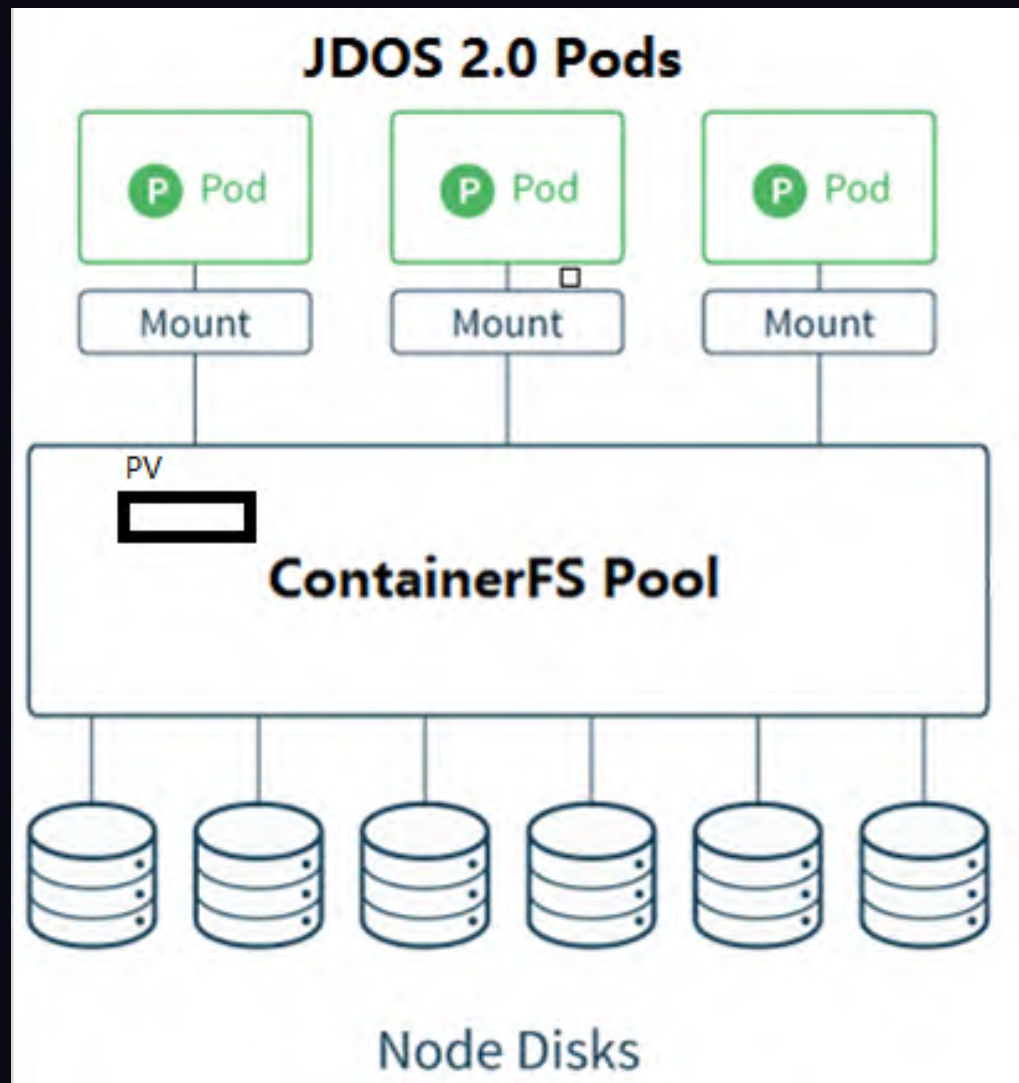 JDOS 2.0 Pods
P Pod P Pod P Pod
Mount Mount Mount
PV
ContainerFS Pool
Node Disks